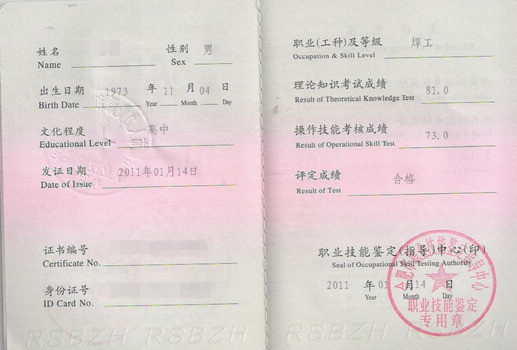 姓名 性别 男
Name Sex
出生日期 1973 年 11 月 04 日
Birth Date Year Month Day
文化程度 高中
Educational Level
发证日期 2011年01月14日
Date of Issue
证书编号
Certificate No.
身份证号
ID Card No.
RSBZH RSBZH
职业(工种)及等级 焊工
Occupation & Skill Level
理论知识考试成绩 81.0
Result of Theoretical Knowledge Test
操作技能考核成绩 73.0
Result of Operational Skill Test
评定成绩 合格
Result of Test
职业技能鉴定(指导)中心(印)
Seal of Occupational Skill Testing Authority
2011 年 01 月 14 日
Year Month Day
职业技能鉴定
专用章
RSBZH RSBZH